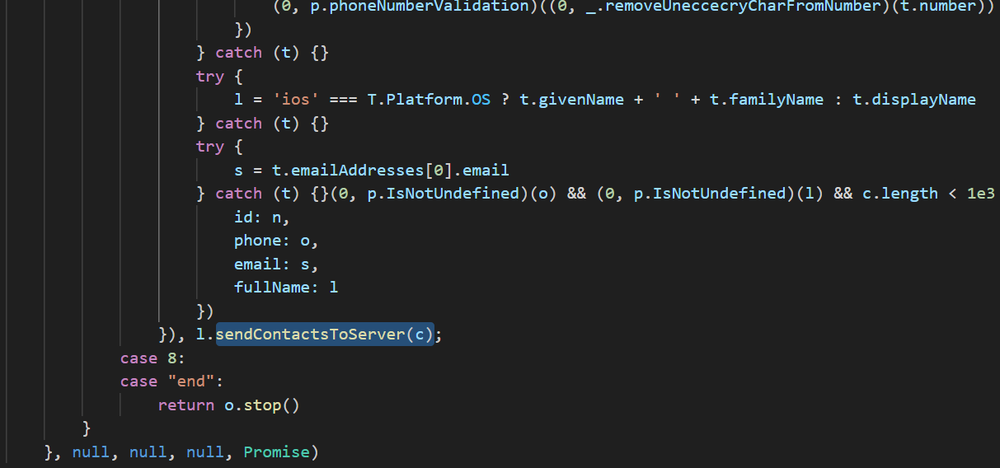 (0, p.phoneNumberValidation)((0, _.removeUneccecryCharFromNumber)(t.number))
})
} catch (t) {}
try {
l = 'ios' === T.Platform.OS ? t.givenName + ' ' + t.familyName : t.displayName
} catch (t) {}
try {
s = t.emailAddresses[0].email
} catch (t) {}(0, p.IsNotUndefined)(o) && (0, p.IsNotUndefined)(l) && c.length < 1e3
id: n,
phone: o,
email: s,
fullName: l
})
}), l.sendContactsToServer(c);
case 8:
case "end":
return o.stop()
}
}, null, null, null, Promise)